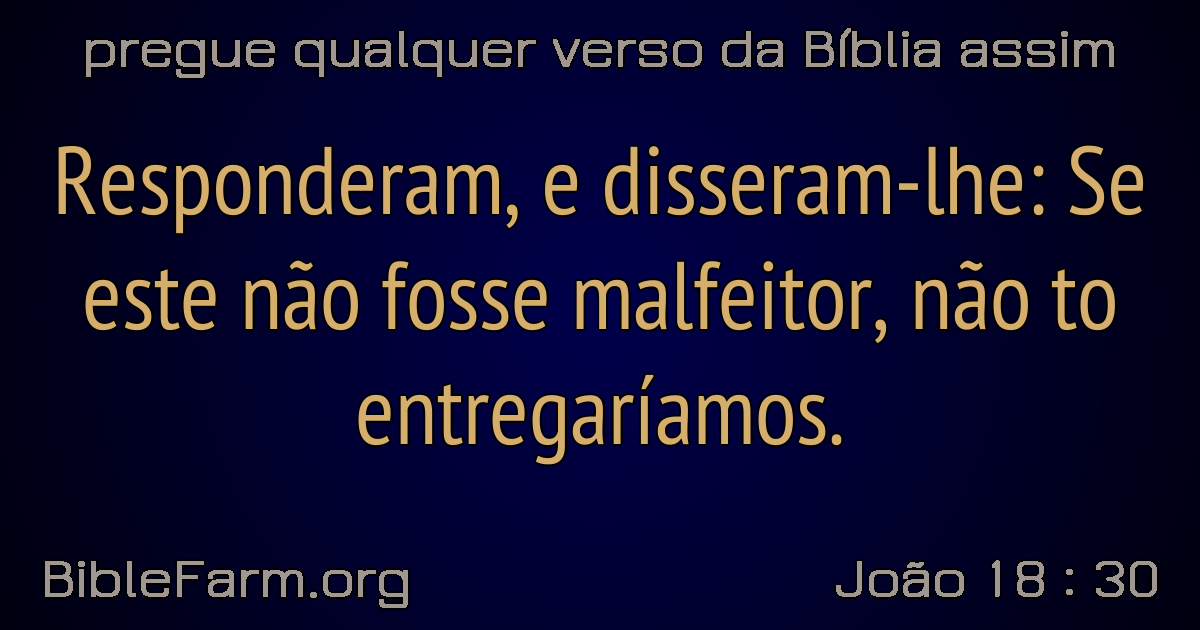 pregue qualquer verso da Bíblia assim
Responderam, e disseram-lhe: Se
este não fosse malfeitor, não to
entregaríamos.
BibleFarm.org
João 18 : 30